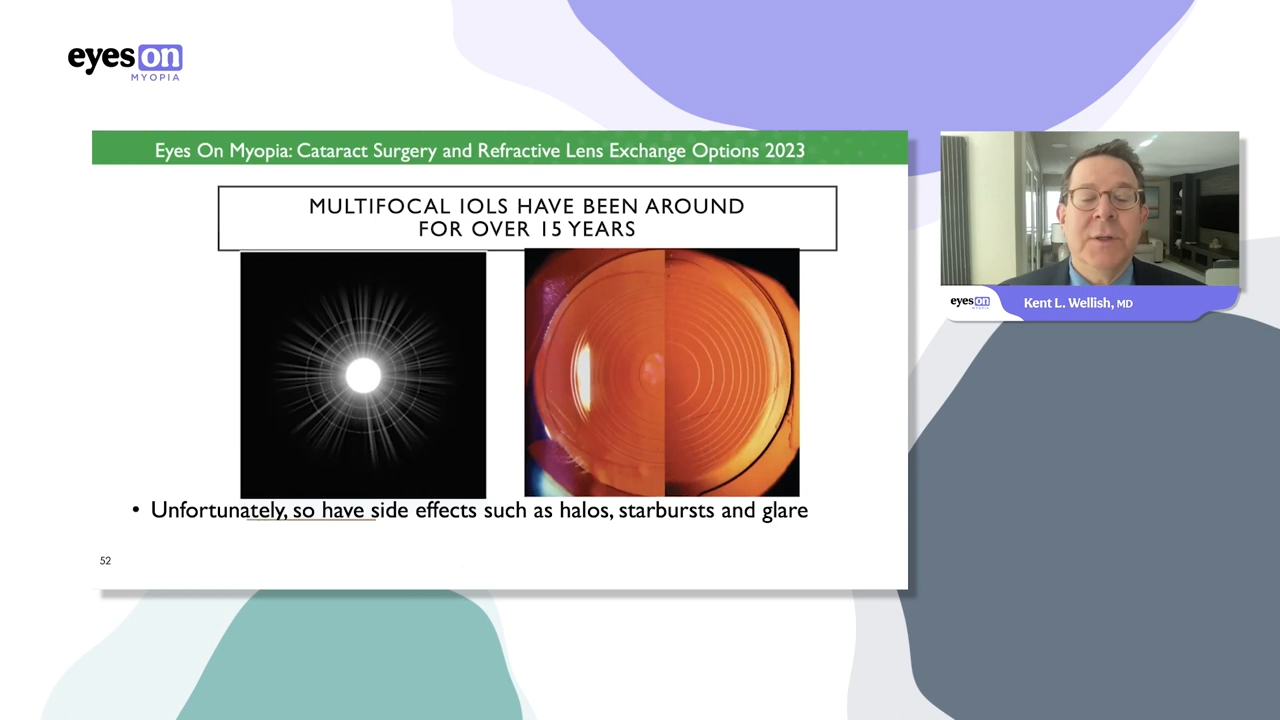 eyes on
MYOPIA
Eyes On Myopia: Cataract Surgery and Refractive Lens Exchange Options 2023
MULTIFOCAL IOLS HAVE BEEN AROUND
FOR OVER 15 YEARS
• Unfortunately, so have side effects such as halos, starbursts and glare
52
eyes on
MYOPIA
Kent L. Wellish, MD